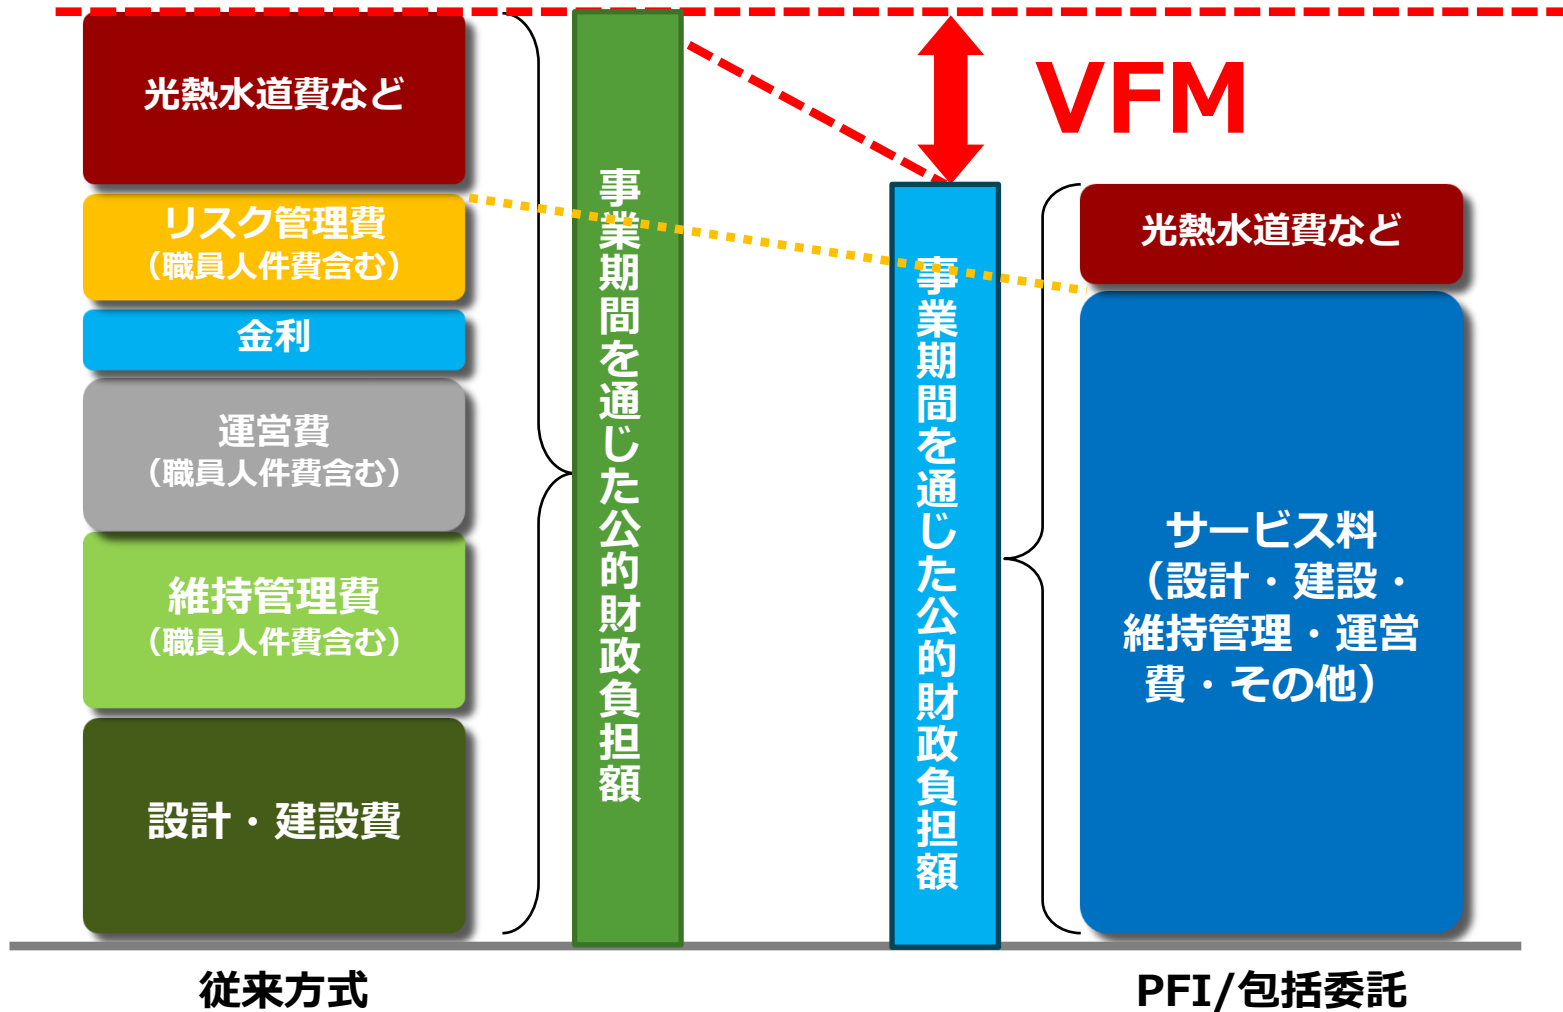 光熱水道費など
リスク管理費
（職員人件費含む）
金利
運営費
（職員人件費含む）
維持管理費
（職員人件費含む）
設計・建設費
従来方式
事業期間を通じた公的財政負担額
VFM
事業期間を通じた公的財政負担額
光熱水道費など
サービス料
（設計・建設・
維持管理・運営
費・その他）
PFI/包括委託